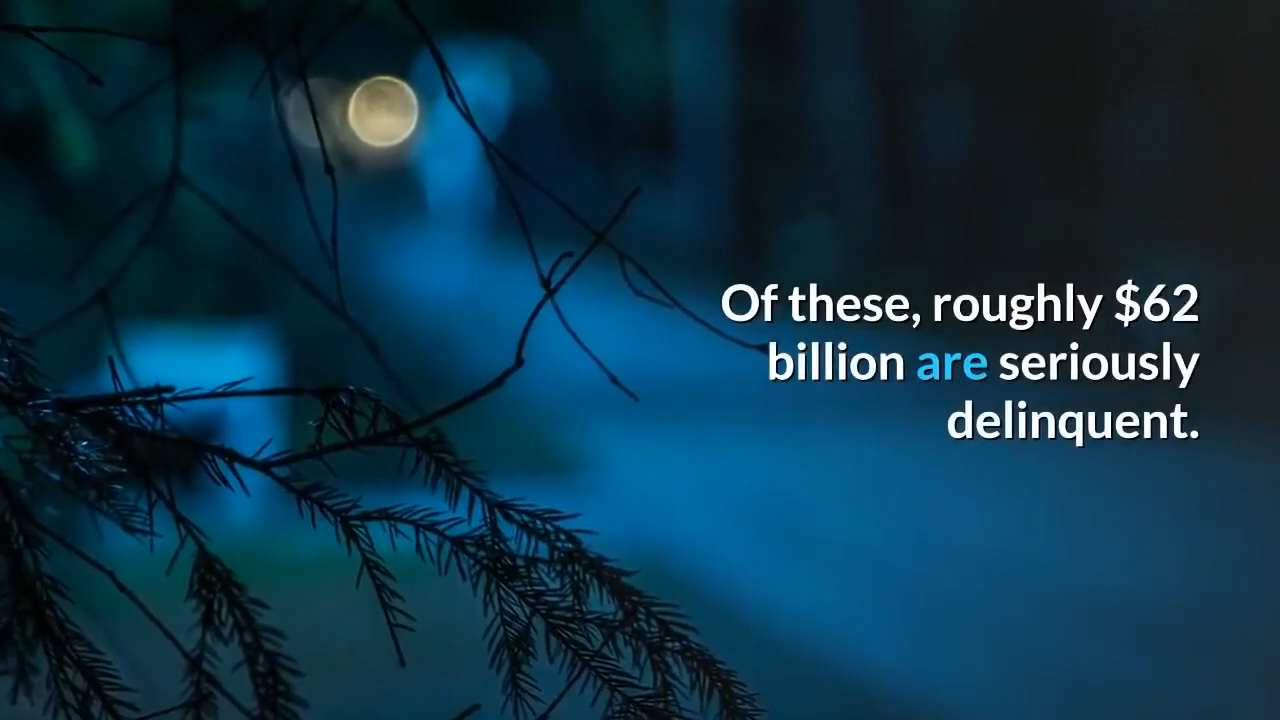 Of these, roughly $62
billion are seriously
delinquent.